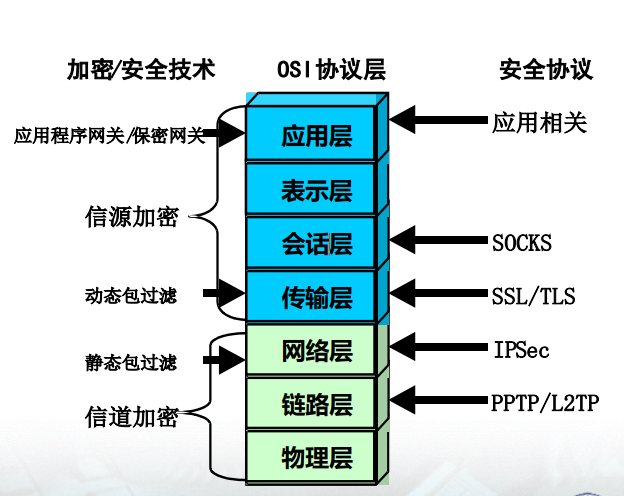 加密/安全技术 OSI协议层 安全协议
应用程序网关/保密网关 应用层 应用相关
表示层
信源加密
会话层 SOCKS
动态包过滤 传输层 SSL/TLS
静态包过滤 网络层 IPSec
信道加密 链路层 PPTP/L2TP
物理层